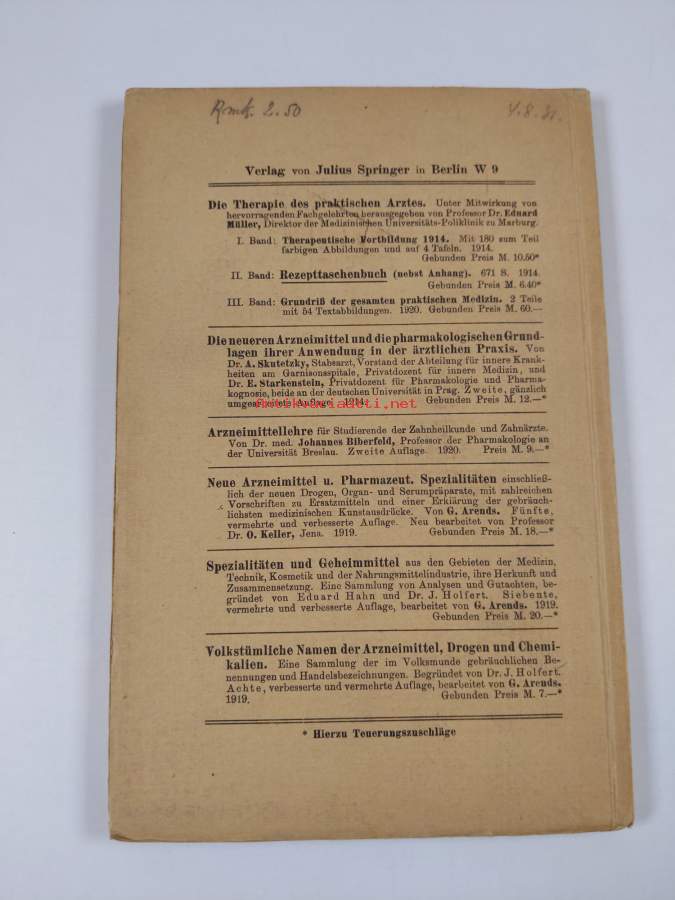 Rmk. 2.50
4.8.31.
Verlag von Julius Springer in Berlin W 9
Die Therapie des praktischen Arztes. Unter Mitwirkung von
hervorragenden Fachgelehrten herausgegeben von Professor Dr. Eduard
Müller, Direktor der Medizinischen Universitäts-Poliklinik zu Marburg.
I. Band: Therapeutische Fortbildung 1914. Mit 180 zum Teil
farbigen Abbildungen und auf 4 Tafeln. 1914.
Gebunden Preis M. 10.50*
II. Band: Rezepttaschenbuch (nebst Anhang). 671 S. 1914.
Gebunden Preis M. 6.40*
III. Band: Grundriß der gesamten praktischen Medizin. 2 Teile
mit 54 Textabbildungen. 1920. Gebunden Preis M. 60.—
Die neueren Arzneimittel und die pharmakologischen Grund-
lagen ihrer Anwendung in der ärztlichen Praxis. Von
Dr. A. Skutetzky, Stabsarzt, Vorstand der Abteilung für innere Krank-
heiten am Garnisonsspitale, Privatdozent für innere Medizin, und
Dr. E. Starkenstein, Privatdozent für Pharmakologie und Pharma-
kognosie, beide an der deutschen Universität in Prag. Zweite, gänzlich
umgearbeitete Auflage. 1914. Gebunden Preis M. 12.—*
Antikvariaatti.net
Arzneimittellehre für Studierende der Zahnheilkunde und Zahnärzte.
Von Dr. med. Johannes Biberfeld, Professor der Pharmakologie an
der Universität Breslau. Zweite Auflage. 1920. Preis M. 9.—*
Neue Arzneimittel u. Pharmazeut. Spezialitäten einschließ-
lich der neuen Drogen, Organ- und Serumpräparate, mit zahlreichen
Vorschriften zu Ersatzmitteln und einer Erklärung der gebräuch-
lichsten medizinischen Kunstausdrücke. Von G. Arends. Fünfte,
vermehrte und verbesserte Auflage. Neu bearbeitet von Professor
Dr. O. Keller, Jena. 1919. Gebunden Preis M. 18.—*
Spezialitäten und Geheimmittel aus den Gebieten der Medizin,
Technik, Kosmetik und der Nahrungsmittelindustrie, ihre Herkunft und
Zusammensetzung. Eine Sammlung von Analysen und Gutachten, be-
gründet von Eduard Hahn und Dr. J. Holfert. Siebente,
vermehrte und verbesserte Auflage, bearbeitet von G. Arends. 1919.
Gebunden Preis M. 20.—*
Volkstümliche Namen der Arzneimittel, Drogen und Chemi-
kalien. Eine Sammlung der im Volksmunde gebräuchlichen Be-
nennungen und Handelsbezeichnungen. Begründet von Dr. J. Holfert.
Achte, verbesserte und vermehrte Auflage, bearbeitet von G. Arends.
1919. Gebunden Preis M. 7.—*
* Hierzu Teuerungszuschläge